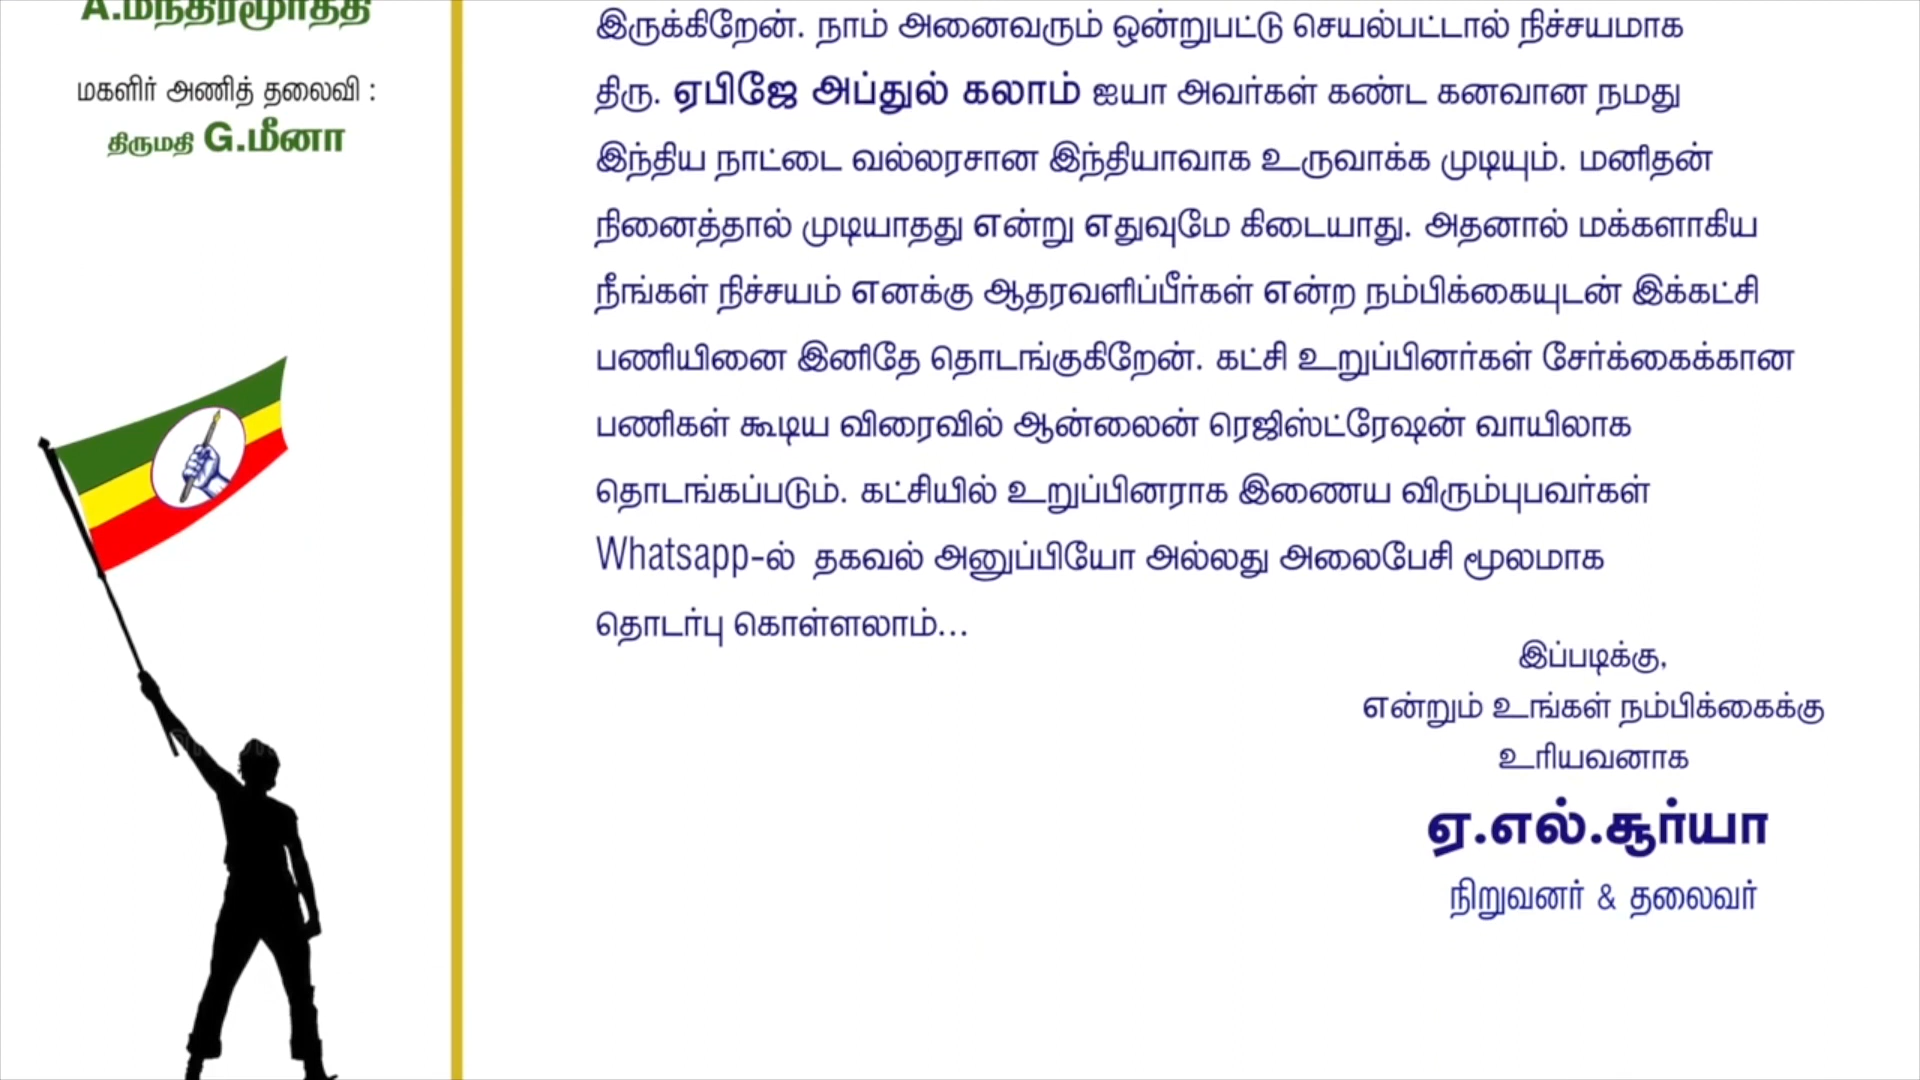 A.மந்திரமூர்த்தி
மகளிர் அணித் தலைவி :
திருமதி G.மீனா
இருக்கிறேன். நாம் அனைவரும் ஒன்றுபட்டு செயல்பட்டால் நிச்சயமாக
திரு. ஏபிஜே அப்துல் கலாம் ஐயா அவர்கள் கண்ட கனவான நமது
இந்திய நாட்டை வல்லரசான இந்தியாவாக உருவாக்க முடியும். மனிதன்
நினைத்தால் முடியாதது என்று எதுவுமே கிடையாது. அதனால் மக்களாகிய
நீங்கள் நிச்சயம் எனக்கு ஆதரவளிப்பீர்கள் என்ற நம்பிக்கையுடன் இக்கட்சி
பணியினை இனிதே தொடங்குகிறேன். கட்சி உறுப்பினர்கள் சேர்க்கைக்கான
பணிகள் கூடிய விரைவில் ஆன்லைன் ரெஜிஸ்ட்ரேஷன் வாயிலாக
தொடங்கப்படும். கட்சியில் உறுப்பினராக இணைய விரும்புபவர்கள்
Whatsapp-ல் தகவல் அனுப்பியோ அல்லது அலைபேசி மூலமாக
தொடர்பு கொள்ளலாம்...
இப்படிக்கு,
என்றும் உங்கள் நம்பிக்கைக்கு
உரியவனாக
ஏ.எல்.சூர்யா
நிறுவனர் & தலைவர்